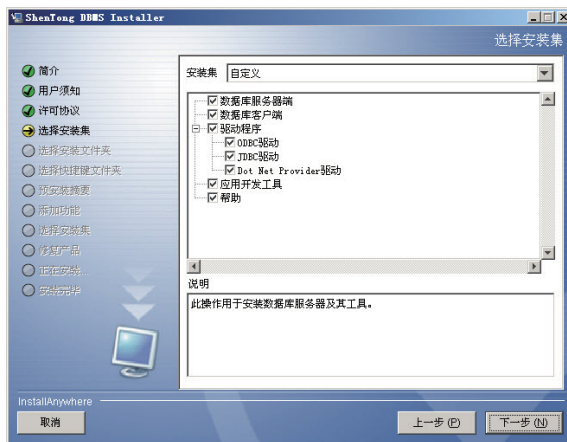 ShenTong DBMS Installer
选择安装集
简介
用户须知
许可协议
选择安装集
选择安装文件夹
选择快捷键文件夹
预安装摘要
添加功能
选择安装集
修复产品
正在安装...
安装完毕
安装集 自定义
数据库服务器端
数据库客户端
驱动程序
ODBC驱动
JDBC驱动
Dot Net Provider驱动
应用开发工具
帮助
说明
此操作用于安装数据库服务器及其工具。
InstallAnywhere
取消
上一步(P)
下一步(N)